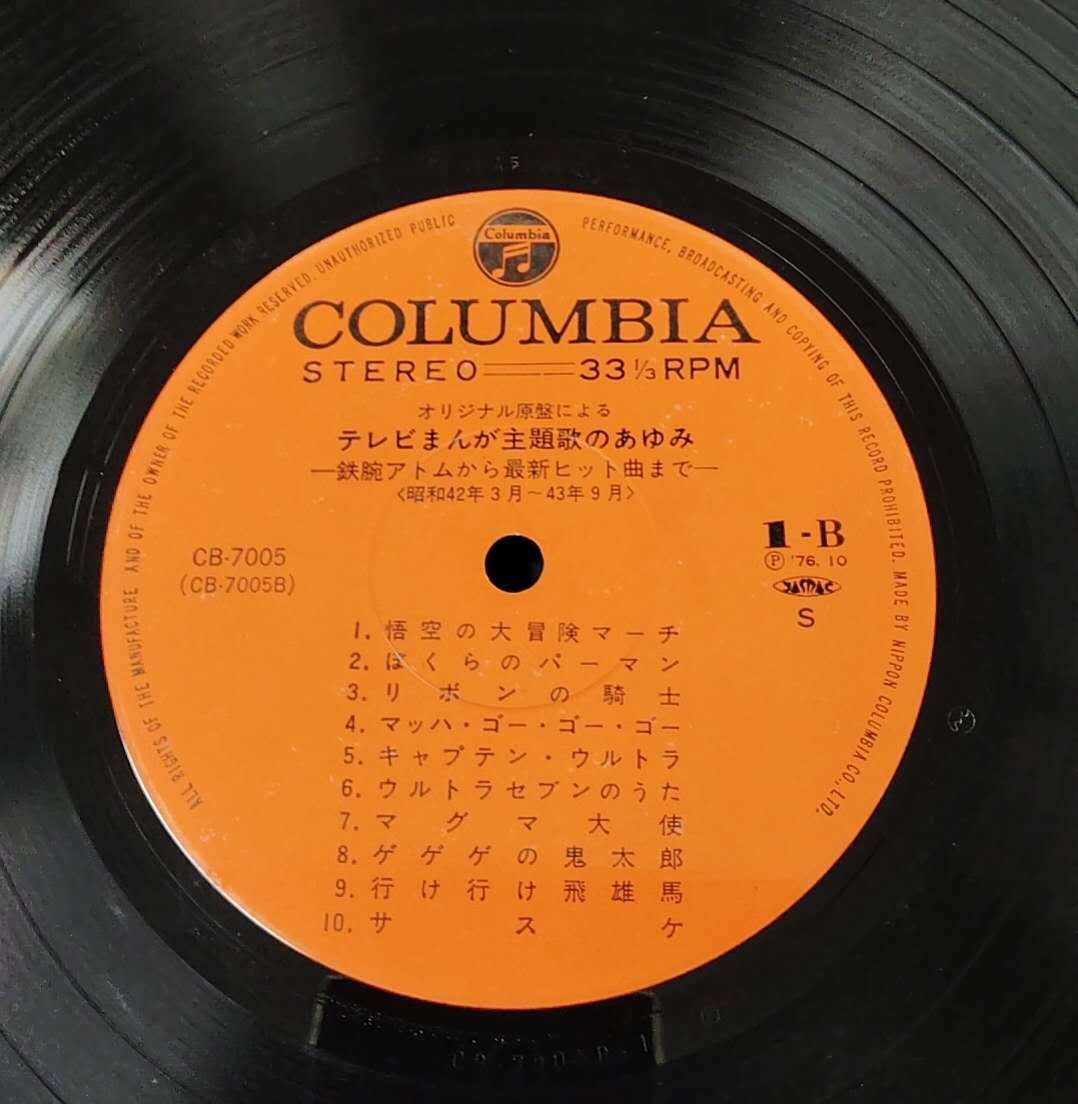 Columbia
COLUMBIA
STEREO 33 1/3 RPM
オリジナル原盤による
テレビまんが主題歌のあゆみ
―鉄腕アトムから最新ヒット曲まで―
〈昭和42年3月～43年9月〉
CB-7005
(CB-7005B)
1-B
Ⓟ '76. 10
JASRAC
S
1. 悟空の大冒険マーチ
2. ぼくらのパーマン
3. リボンの騎士
4. マッハ・ゴー・ゴー・ゴー
5. キャプテン・ウルトラ
6. ウルトラセブンのうた
7. マグマ大使
8. ゲゲゲの鬼太郎
9. 行け行け飛雄馬
10. サスケ
ALL RIGHTS OF THE MANUFACTURE AND OF THE OWNER OF THE RECORDED WORK RESERVED. UNAUTHORIZED PUBLIC PERFORMANCE, BROADCASTING AND COPYING OF THIS RECORD PROHIBITED. MADE BY NIPPON COLUMBIA CO., LTD.